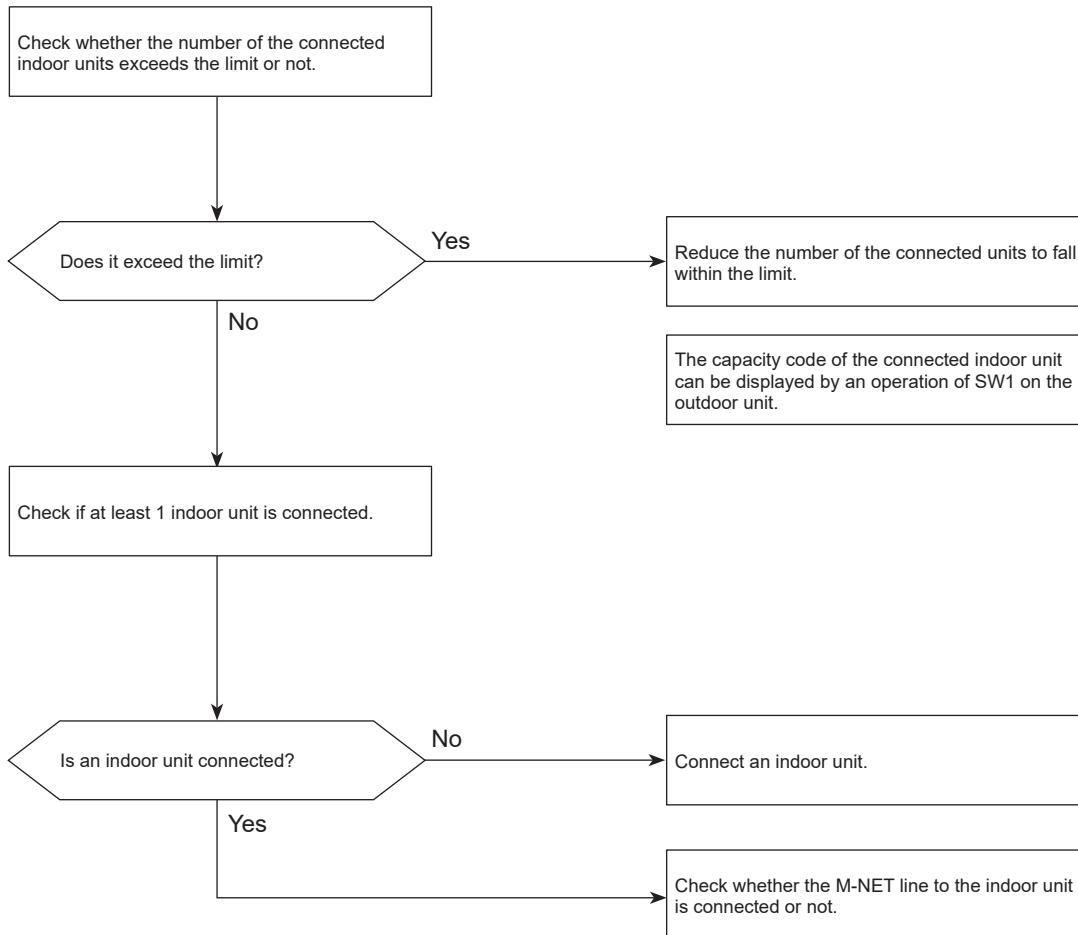 Check whether the number of the connected
indoor units exceeds the limit or not.
Does it exceed the limit?
Yes
Reduce the number of the connected units to fall
within the limit.
No
The capacity code of the connected indoor unit
can be displayed by an operation of SW1 on the
outdoor unit.
Check if at least 1 indoor unit is connected.
Is an indoor unit connected?
No
Connect an indoor unit.
Yes
Check whether the M-NET line to the indoor unit
is connected or not.